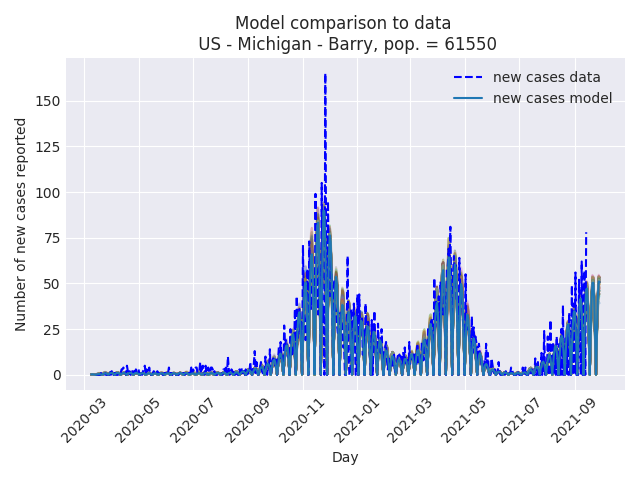 Model comparison to data
US - Michigan - Barry, pop. = 61550
new cases data
new cases model
Number of new cases reported
150
125
100
75
50
25
0
2020-03
2020-05
2020-07
2020-09
2020-11
2021-01
2021-03
2021-05
2021-07
2021-09
Day